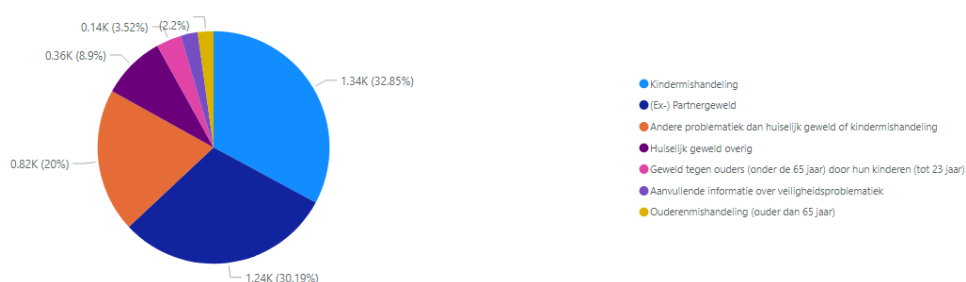 (2.2%)
0.14K (3.52%)
0.36K (8.9%)
1.34K (32.85%)
0.82K (20%)
1.24K (30.19%)
Kindermishandeling
(Ex-) Partnergeweld
Andere problematiek dan huiselijk geweld of kindermishandeling
Huiselijk geweld overig
Geweld tegen ouders (onder de 65 jaar) door hun kinderen (tot 23 jaar)
Aanvullende informatie over veiligheidsproblematiek
Ouderenmishandeling (ouder dan 65 jaar)